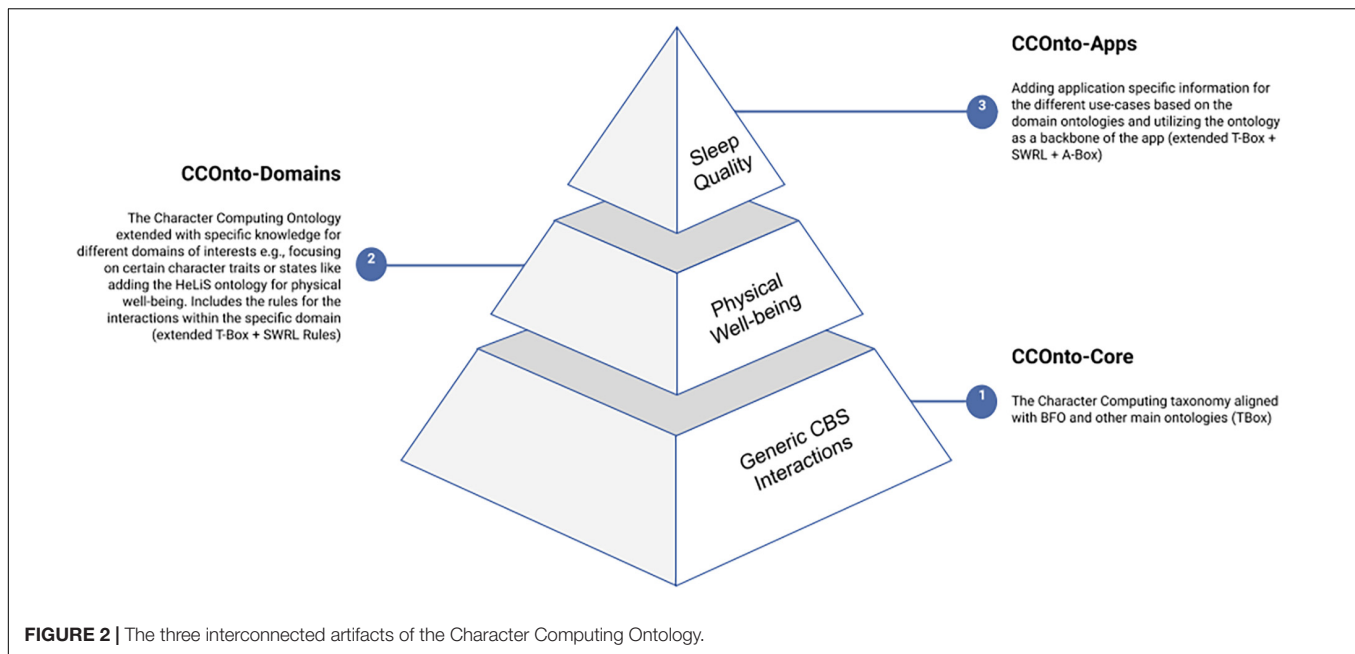 CCOnto-Apps
Adding application specific information for
the different use-cases based on the
domain ontologies and utilizing the ontology
as a backbone of the app (extended T-Box +
SWRL + A-Box)
3
Sleep
Quality
CCOnto-Domains
The Character Computing Ontology
extended with specific knowledge for
different domains of interests e.g., focusing
on certain character traits or states like
adding the HeLiS ontology for physical
well-being. Includes the rules for the
interactions within the specific domain
(extended T-Box + SWRL Rules)
2
Physical
Well-being
CCOnto-Core
The Character Computing taxonomy aligned
with BFO and other main ontologies (TBox)
1
Generic CBS
Interactions
FIGURE 2 | The three interconnected artifacts of the Character Computing Ontology.